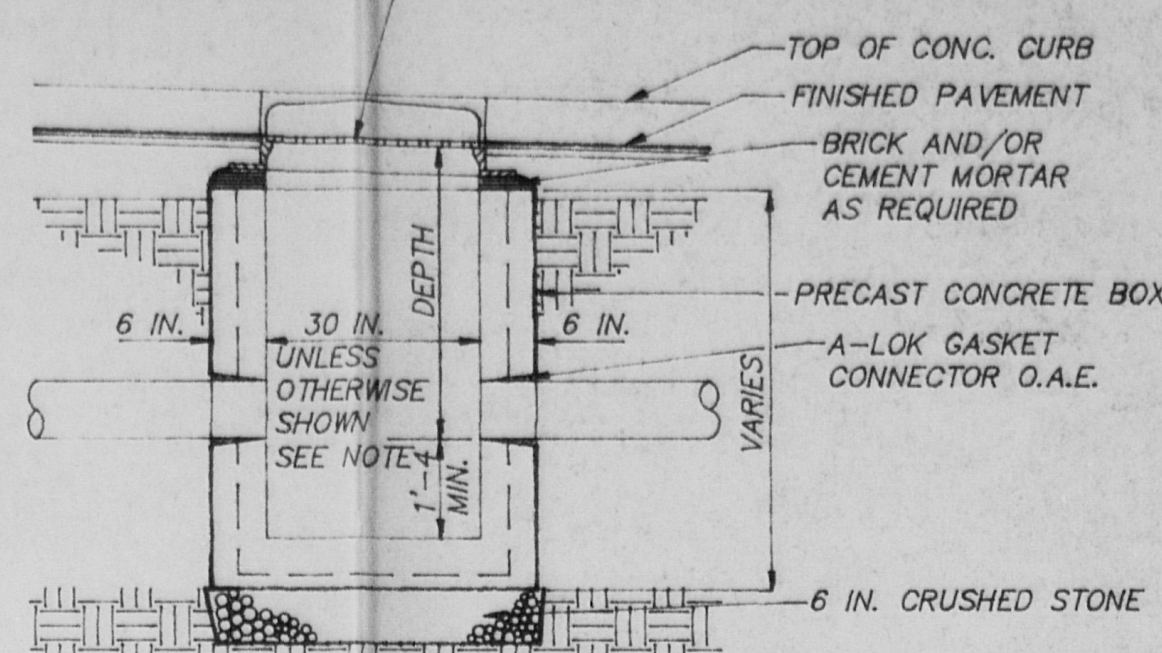 TOP OF CONC. CURB
FINISHED PAVEMENT
BRICK AND/OR
CEMENT MORTAR
AS REQUIRED
DEPTH
PRECAST CONCRETE BOX
6 IN.
30 IN.
6 IN.
UNLESS
OTHERWISE
SHOWN
SEE NOTE
A-LOK GASKET
CONNECTOR O.A.E.
VARIES
1'-4
MIN.
6 IN. CRUSHED STONE